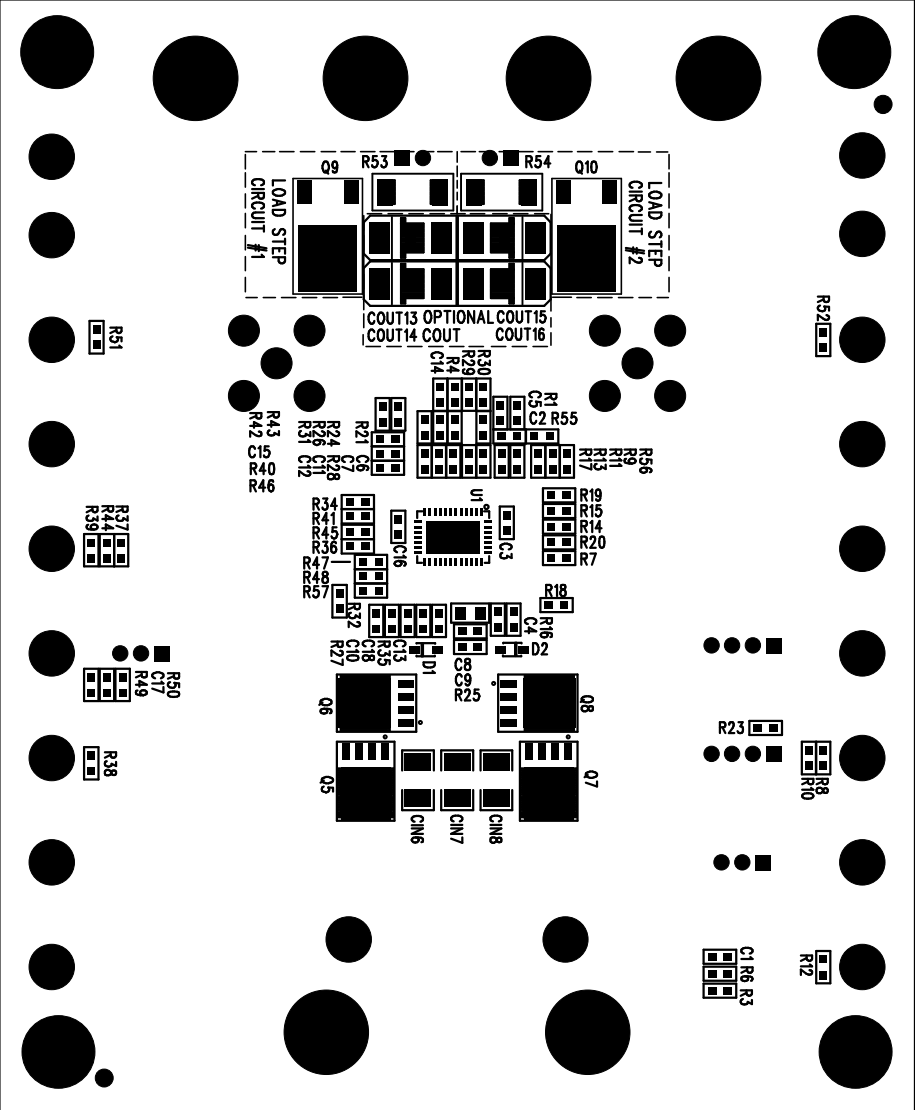 R53
R54
Q9
Q10
LOAD STEP
CIRCUIT #1
LOAD STEP
CIRCUIT #2
COUT13 OPTIONAL COUT15
COUT14 COUT COUT16
R51
R52
C14
R4
R29
R30
R42
R43
R31
R26
R24
R21
C5
R1
C2 R55
C15
R40
R46
C12
C11
R28
C7
C6
R17
R13
R11
R9
R56
U1
R34
R41
R45
R36
R47
R48
R57
C16
C3
R19
R15
R14
R20
R7
R39
R44
R37
R32
R18
R27
C10
C18
R35
C13
D1
C4
R16
D2
C8
C9
R25
R49
C17
R50
Q6
Q8
R23
R38
Q5
Q7
R10
R8
CIN6
CIN7
CIN8
C1
R6
R3
R12